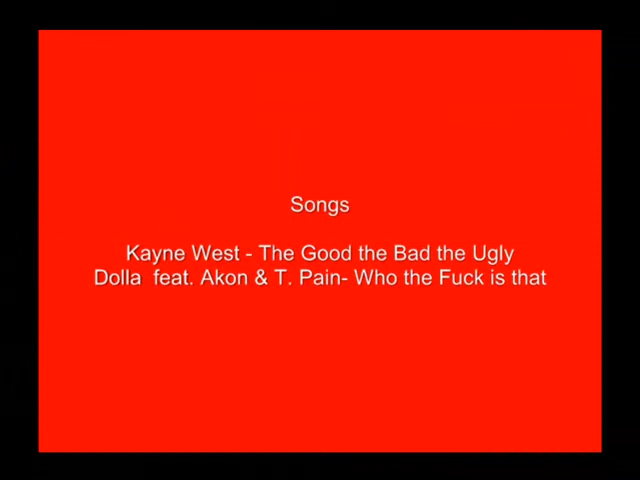 Songs
Kayne West - The Good the Bad the Ugly
Dolla  feat. Akon & T. Pain- Who the Fuck is that